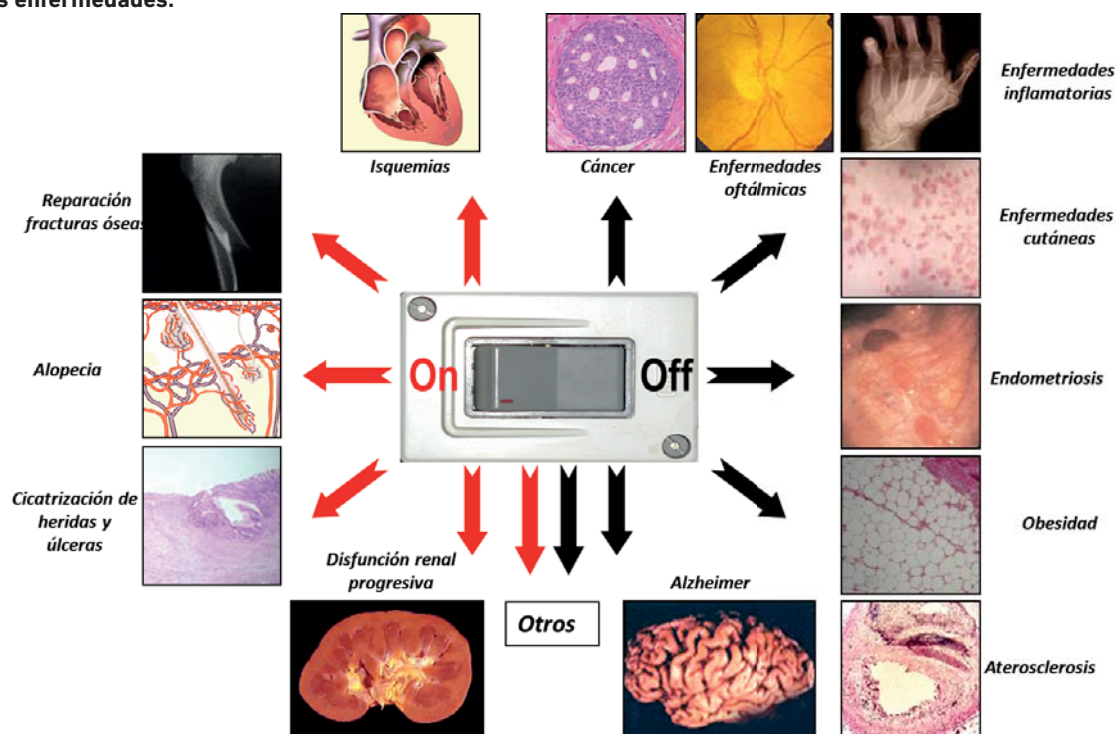 s enfermedades.
Isquemias
Cáncer
Enfermedades
oftálmicas
Enfermedades
inflamatorias
Reparación
fracturas óseas
Enfermedades
cutáneas
Alopecia
On
Off
Endometriosis
Cicatrización de
heridas y
úlceras
Obesidad
Disfunción renal
progresiva
Otros
Alzheimer
Aterosclerosis